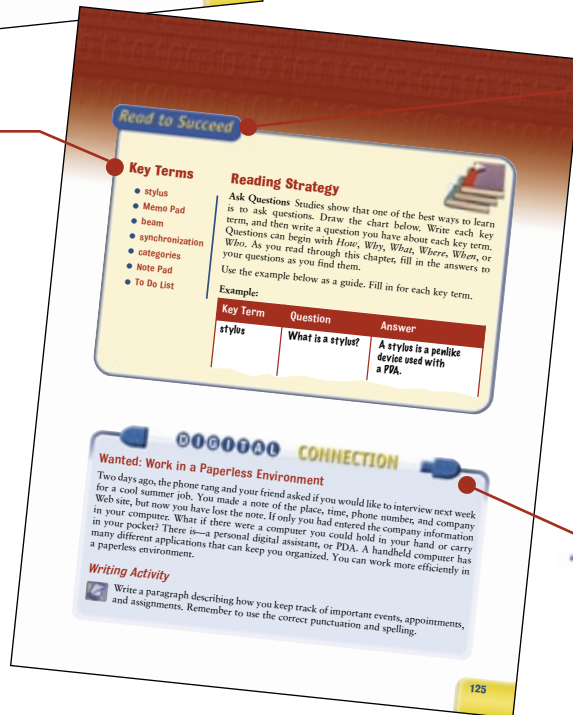 Read to Succeed
Key Terms
stylus
Memo Pad
beam
synchronization
categories
Note Pad
To Do List
Reading Strategy
Ask Questions Studies show that one of the best ways to learn
is to ask questions. Draw the chart below. Write each key
term, and then write a question you have about each key term.
Questions can begin with How, Why, What, Where, When, or
Who. As you read through this chapter, fill in the answers to
your questions as you find them.
Use the example below as a guide. Fill in for each key term.
Example:
Key Term Question Answer
stylus What is a stylus? A stylus is a penlike
device used with
a PDA.
DIGITAL CONNECTION
Wanted: Work in a Paperless Environment
Two days ago, the phone rang and your friend asked if you would like to interview next week
for a cool summer job. You made a note of the place, time, phone number, and company
Web site, but now you have lost the note. If only you had entered the company information
in your computer. What if there were a computer you could hold in your hand or carry
in your pocket? There is—a personal digital assistant, or PDA. A handheld computer has
many different applications that can keep you organized. You can work more efficiently in
a paperless environment.
Writing Activity
Write a paragraph describing how you keep track of important events, appointments,
and assignments. Remember to use the correct punctuation and spelling.
125